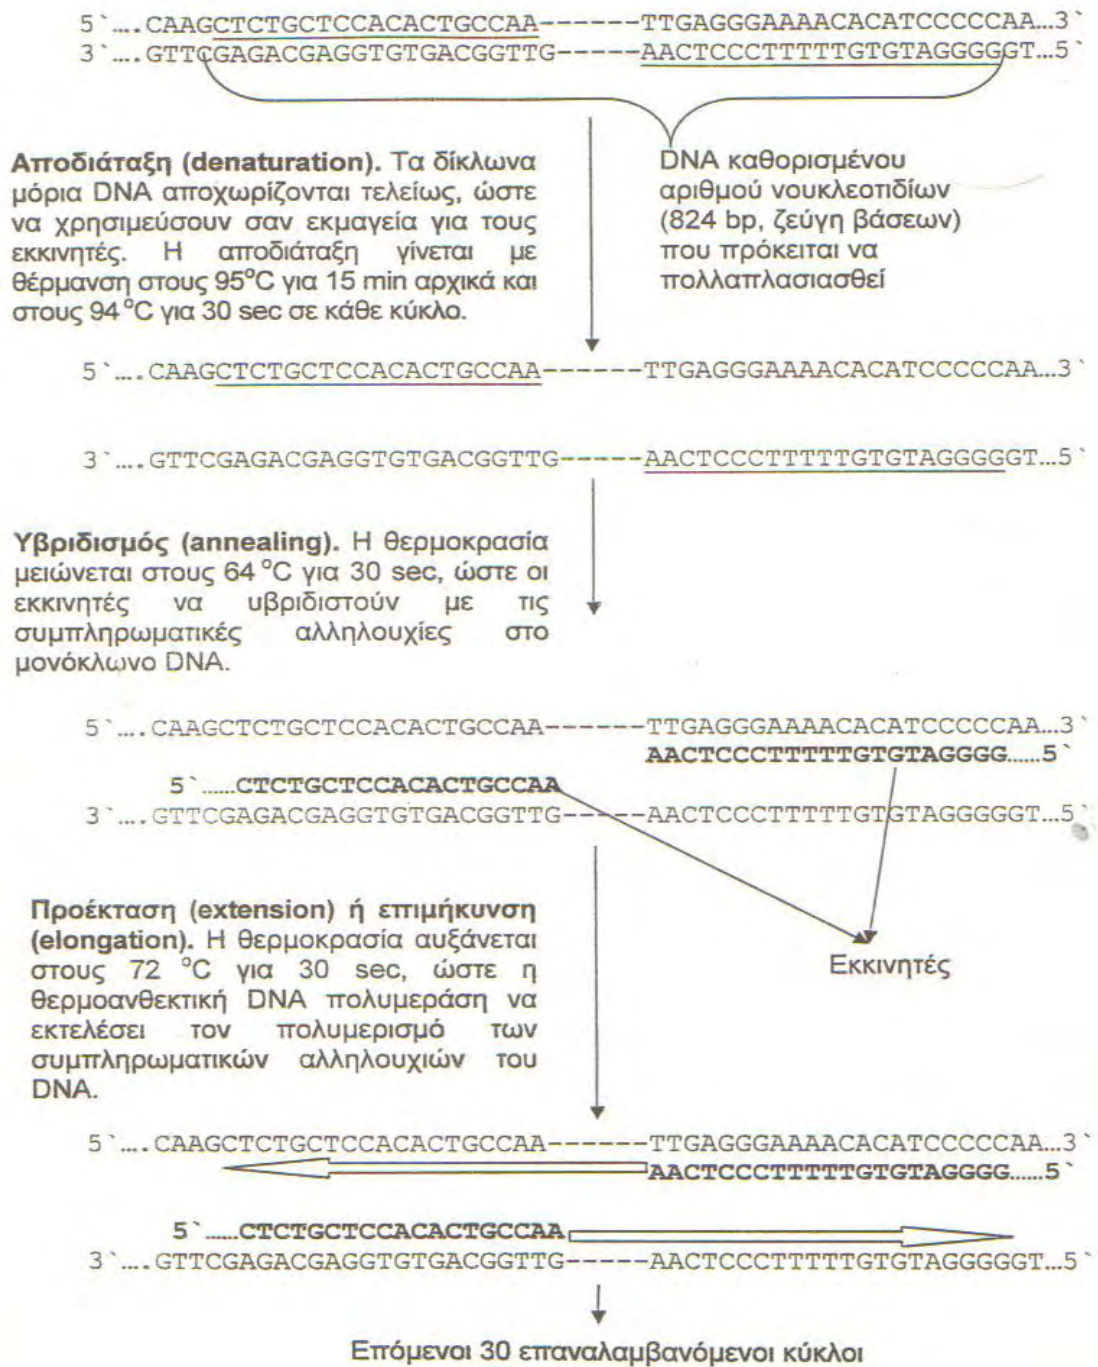 5`....CAAGCTCTGCTCCACACTGCCAA------TTGAGGGAAAACACATCCCCCAA...3`
3`....GTTCGAGACGAGGTGTGACGGTTG-----AACTCCCTTTTTGTGTAGGGGGT...5`
Αποδιάταξη (denaturation). Τα δίκλωνα
μόρια DNA αποχωρίζονται τελείως, ώστε
να χρησιμεύσουν σαν εκμαγεία για τους
εκκινητές. Η αποδιάταξη γίνεται με
θέρμανση στους 95°C για 15 min αρχικά και
στους 94 °C για 30 sec σε κάθε κύκλο.
DNA καθορισμένου
αριθμού νουκλεοτιδίων
(824 bp, ζεύγη βάσεων)
που πρόκειται να
πολλαπλασιασθεί
5`....CAAGCTCTGCTCCACACTGCCAA------TTGAGGGAAAACACATCCCCCAA...3`
3`....GTTCGAGACGAGGTGTGACGGTTG-----AACTCCCTTTTTGTGTAGGGGGT...5`
Υβριδισμός (annealing). Η θερμοκρασία
μειώνεται στους 64 °C για 30 sec, ώστε οι
εκκινητές να υβριδιστούν με τις
συμπληρωματικές αλληλουχίες στο
μονόκλωνο DNA.
5`....CAAGCTCTGCTCCACACTGCCAA------TTGAGGGAAAACACATCCCCCAA...3`
AACTCCCTTTTTGTGTAGGGG......5`
5`......CTCTGCTCCACACTGCCAA
3`....GTTCGAGACGAGGTGTGACGGTTG-----AACTCCCTTTTTGTGTAGGGGGT...5`
Προέκταση (extension) ή επιμήκυνση
(elongation). Η θερμοκρασία αυξάνεται
στους 72 °C για 30 sec, ώστε η
θερμοανθεκτική DNA πολυμεράση να
εκτελέσει τον πολυμερισμό των
συμπληρωματικών αλληλουχιών του
DNA.
Εκκινητές
5`....CAAGCTCTGCTCCACACTGCCAA------TTGAGGGAAAACACATCCCCCAA...3`
AACTCCCTTTTTGTGTAGGGG......5`
5`......CTCTGCTCCACACTGCCAA
3`....GTTCGAGACGAGGTGTGACGGTTG-----AACTCCCTTTTTGTGTAGGGGGT...5`
Επόμενοι 30 επαναλαμβανόμενοι κύκλοι